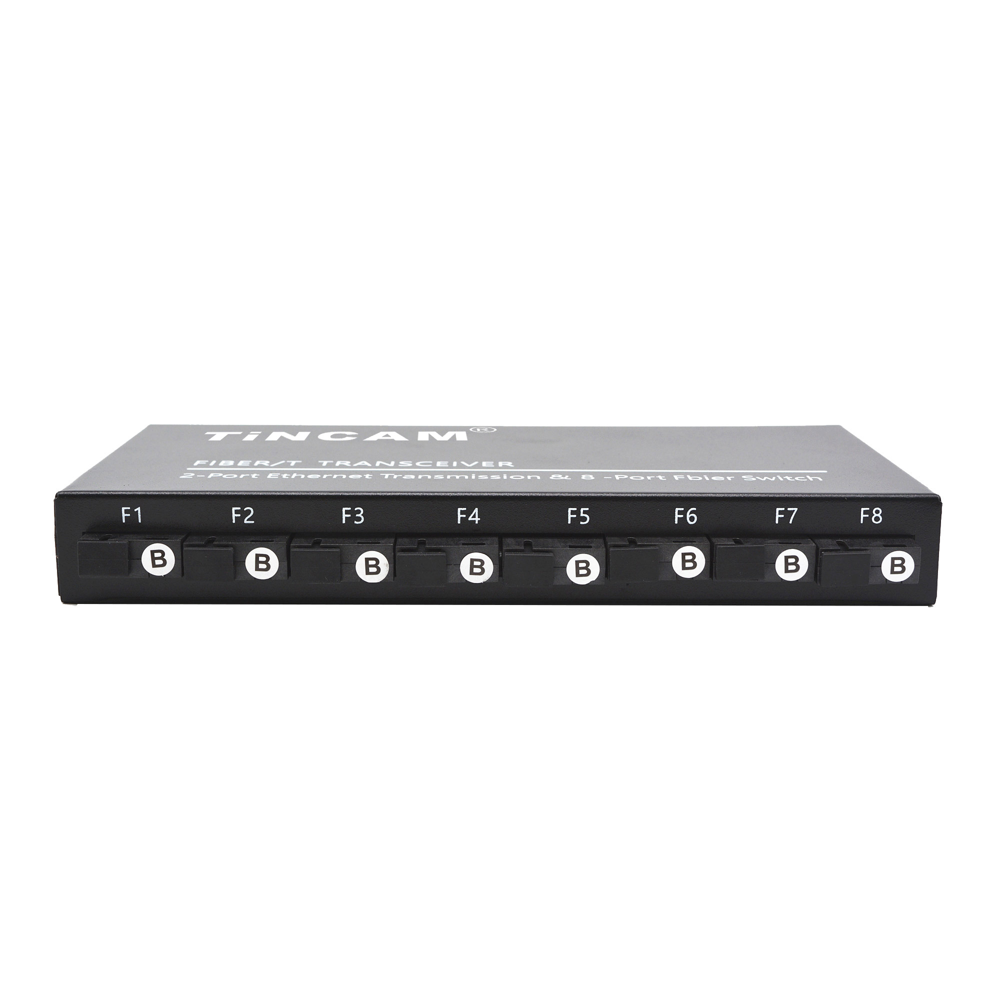 TiNCAM®
FIBER/T TRANSCEIVER
2-Port Ethernet Transmission & 8 -Port Fbier Switch
F1 F2 F3 F4 F5 F6 F7 F8
B B B B B B B B